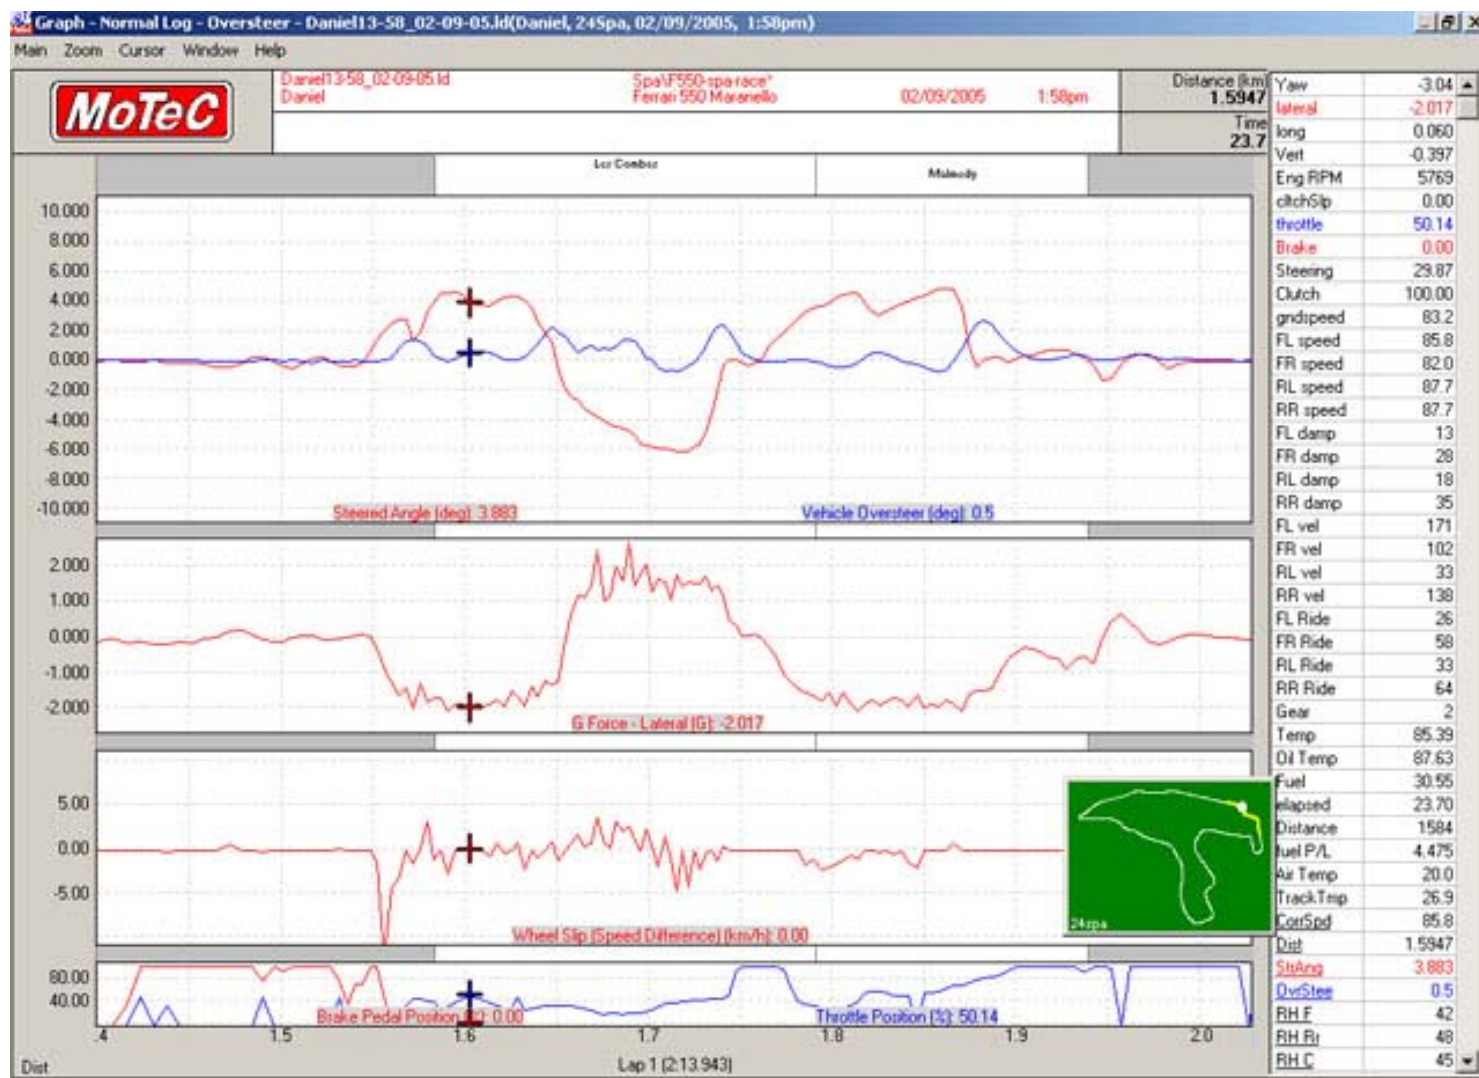 Graph - Normal Log - Oversteer - Daniel13-58_02-09-05.ld(Daniel, 24Spa, 02/09/2005, 1:58pm)
Main Zoom Cursor Window Help
MoTeC
Daniel13-58_02-09-05.ld Spa\F550-spa-race*
Daniel Ferrari 550 Maranello 02/09/2005 1:58pm
Distance [km]
1.5947
Time
23.7
Les Combes Malmedy
10.000
8.000
6.000
4.000
2.000
0.000
-2.000
-4.000
-6.000
-8.000
-10.000
Steered Angle [deg]: 3.883 Vehicle Oversteer [deg]: 0.5
2.000
1.000
0.000
-1.000
-2.000
G Force - Lateral [G]: -2.017
5.00
0.00
-5.00
Wheel Slip (Speed Difference) [km/h]: 0.00
24spa
80.00
40.00
Brake Pedal Position [%]: 0.00 Throttle Position [%]: 50.14
.4 1.5 1.6 1.7 1.8 1.9 2.0
Dist Lap 1 (2:13.943)
Yaw -3.04
lateral -2.017
long 0.060
Vert -0.397
Eng RPM 5769
cltchSlp 0.00
throttle 50.14
Brake 0.00
Steering 29.87
Clutch 100.00
gndspeed 83.2
FL speed 85.8
FR speed 82.0
RL speed 87.7
RR speed 87.7
FL damp 13
FR damp 28
RL damp 18
RR damp 35
FL vel 171
FR vel 102
RL vel 33
RR vel 138
FL Ride 26
FR Ride 58
RL Ride 33
RR Ride 64
Gear 2
Temp 85.39
Oil Temp 87.63
Fuel 30.55
elapsed 23.70
Distance 1584
fuel P/L 4.475
Air Temp 20.0
TrackTmp 26.9
CorrSpd 85.8
Dist 1.5947
StrAng 3.883
OvrStee 0.5
RH F 42
RH Rr 48
RH C 45